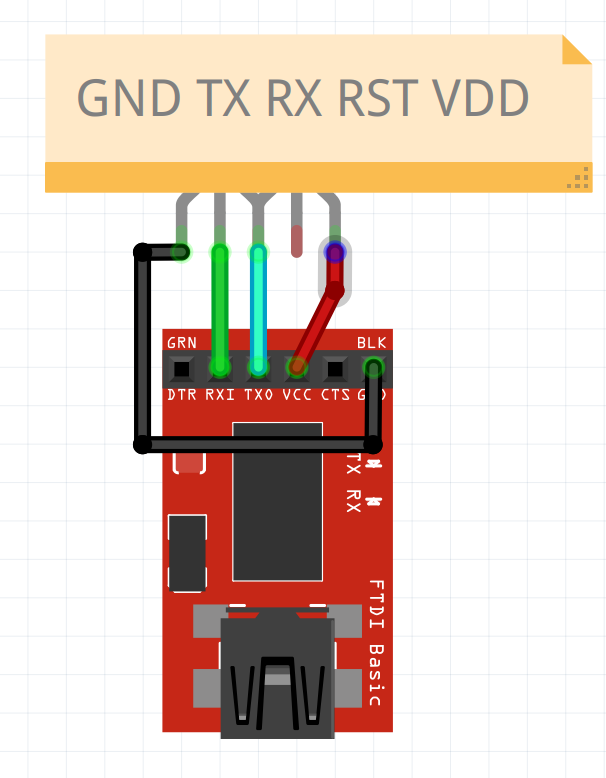 GND TX RX RST VDD
GRN BLK
DTR RXI TXO VCC CTS GND
TX RX
FTDI Basic